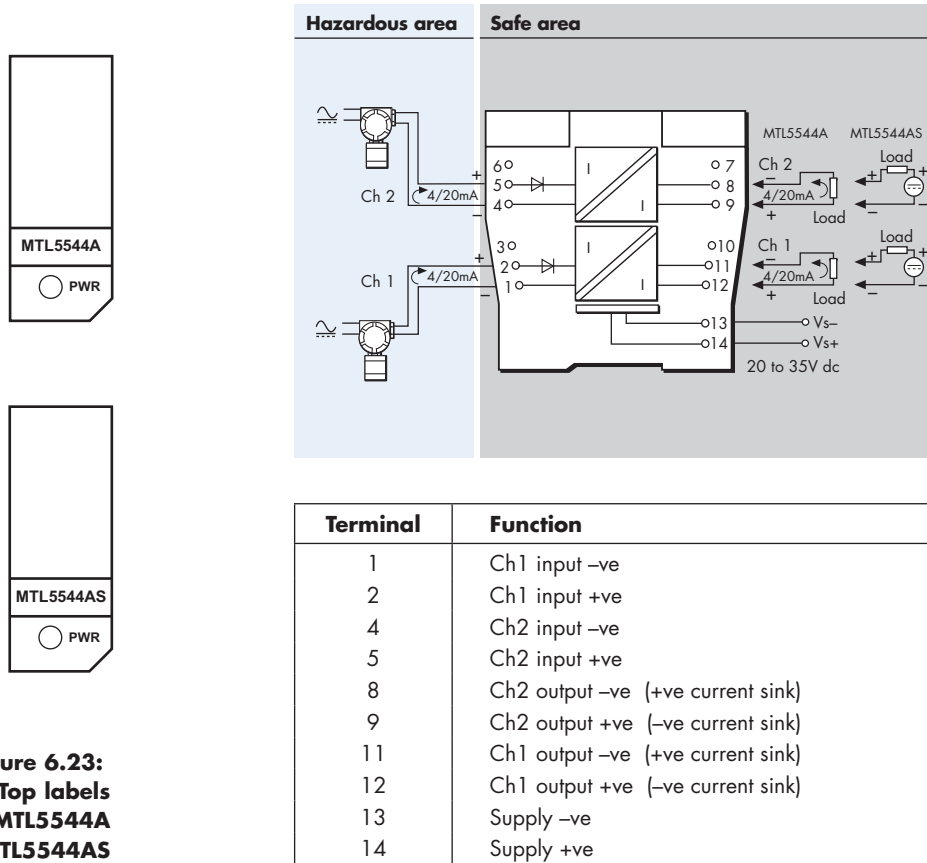 Hazardous area Safe area
MTL5544A
PWR
MTL5544AS
PWR
ure 6.23:
Top labels
MTL5544A
TL5544AS
Ch 2 4/20mA
+
–
Ch 1 4/20mA
+
–
6
5
4
3
2
1
I
I
I
I
7
8
9
10
11
12
13
14
MTL5544A MTL5544AS
Ch 2
–
4/20mA
+ Load
Load
+ +
– –
Ch 1
–
4/20mA
+ Load
Load
+ +
– –
Vs–
Vs+
20 to 35V dc
Terminal Function
1 Ch1 input –ve
2 Ch1 input +ve
4 Ch2 input –ve
5 Ch2 input +ve
8 Ch2 output –ve (+ve current sink)
9 Ch2 output +ve (–ve current sink)
11 Ch1 output –ve (+ve current sink)
12 Ch1 output +ve (–ve current sink)
13 Supply –ve
14 Supply +ve